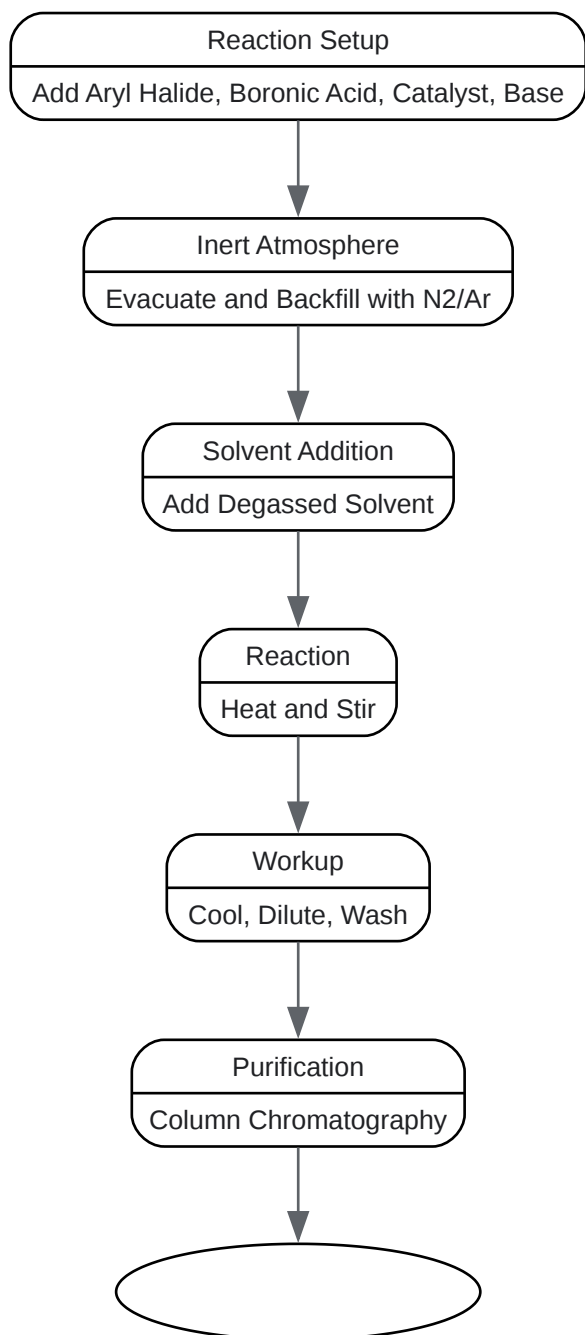 Reaction Setup
Add Aryl Halide, Boronic Acid, Catalyst, Base
Inert Atmosphere
Evacuate and Backfill with N2/Ar
Solvent Addition
Add Degassed Solvent
Reaction
Heat and Stir
Workup
Cool, Dilute, Wash
Purification
Column Chromatography